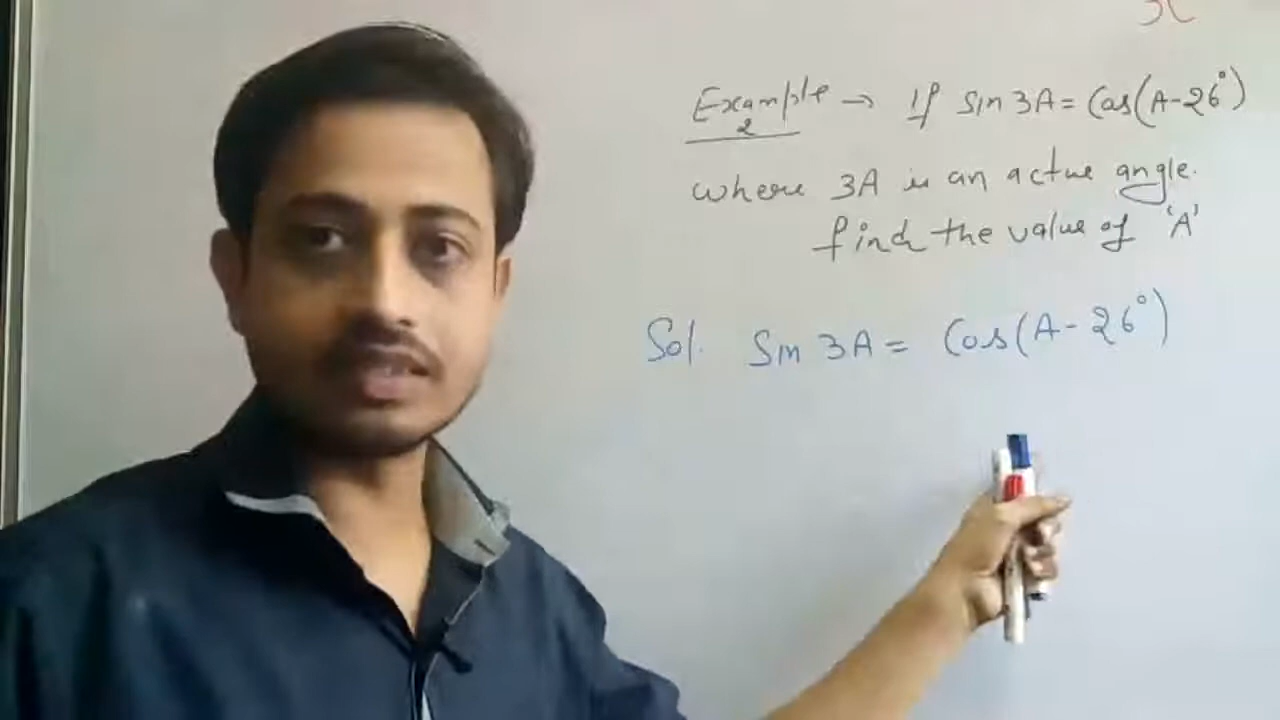 Example → If sin 3A = Cos(A-26°)
2
where 3A is an actue angle.
find the value of 'A'
Sol. Sin 3A = Cos(A-26°)